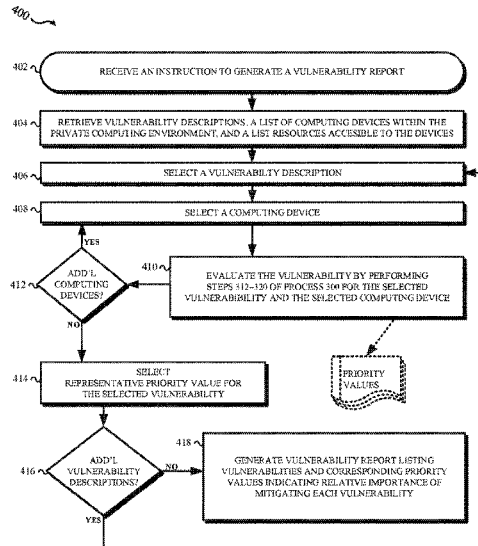 400
402
RECEIVE AN INSTRUCTION TO GENERATE A VULNERABILITY REPORT
404
RETRIEVE VULNERABILITY DESCRIPTIONS, A LIST OF COMPUTING DEVICES WITHIN THE
PRIVATE COMPUTING ENVIRONMENT, AND A LIST RESOURCES ACCESIBLE TO THE DEVICES
406
SELECT A VULNERABILITY DESCRIPTION
408
SELECT A COMPUTING DEVICE
YES
412
ADD'L
COMPUTING
DEVICES?
NO
410
EVALUATE THE VULNERABILITY BY PERFORMING
STEPS 312–320 OF PROCESS 300 FOR THE SELECTED
VULNERABIBILITY AND THE SELECTED COMPUTING DEVICE
PRIORITY
VALUES
414
SELECT
REPRESENTATIVE PRIORITY VALUE FOR
THE SELECTED VULNERABILITY
416
ADD'L
VULNERABILITY
DESCRIPTIONS?
NO
YES
418
GENERATE VULNERABILITY REPORT LISTING
VULNERABILITIES AND CORRESPONDING PRIORITY
VALUES INDICATING RELATIVE IMPORTANCE OF
MITIGATING EACH VULNERABILITY